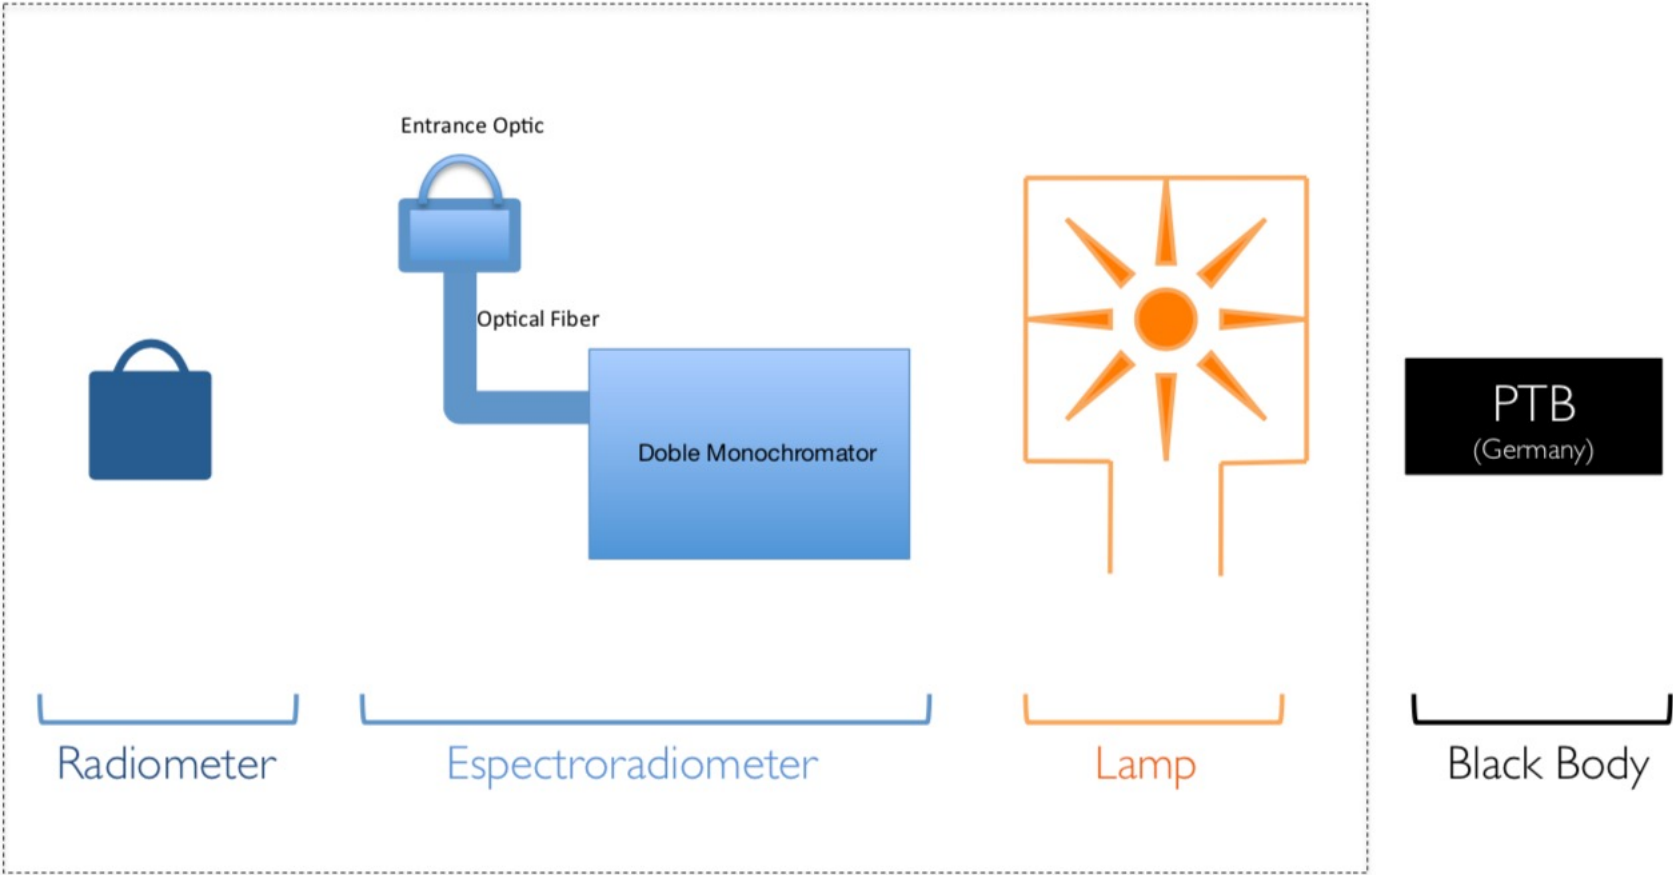 Entrance Optic
Optical Fiber
Doble Monochromator
PTB
(Germany)
Radiometer
Espectroradiometer
Lamp
Black Body